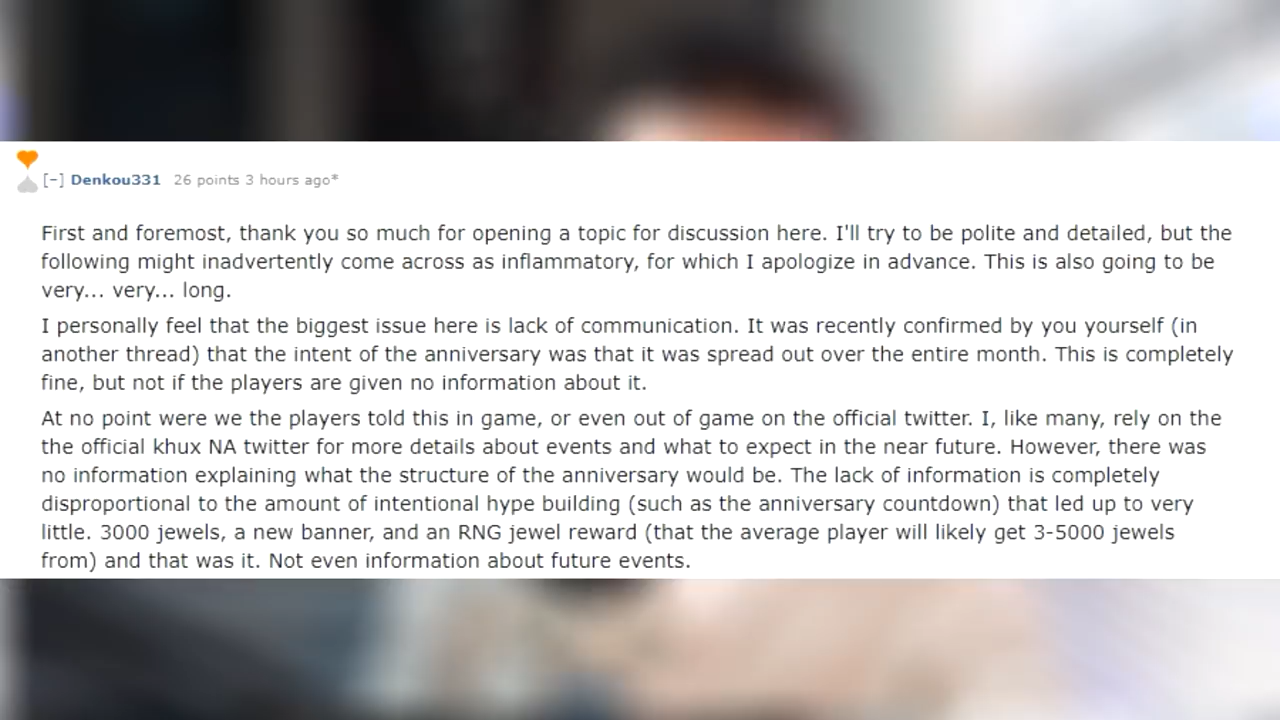 [-] Denkou331 26 points 3 hours ago*
First and foremost, thank you so much for opening a topic for discussion here. I'll try to be polite and detailed, but the
following might inadvertently come across as inflammatory, for which I apologize in advance. This is also going to be
very... very... long.
I personally feel that the biggest issue here is lack of communication. It was recently confirmed by you yourself (in
another thread) that the intent of the anniversary was that it was spread out over the entire month. This is completely
fine, but not if the players are given no information about it.
At no point were we the players told this in game, or even out of game on the official twitter. I, like many, rely on the
the official khux NA twitter for more details about events and what to expect in the near future. However, there was
no information explaining what the structure of the anniversary would be. The lack of information is completely
disproportional to the amount of intentional hype building (such as the anniversary countdown) that led up to very
little. 3000 jewels, a new banner, and an RNG jewel reward (that the average player will likely get 3-5000 jewels
from) and that was it. Not even information about future events.